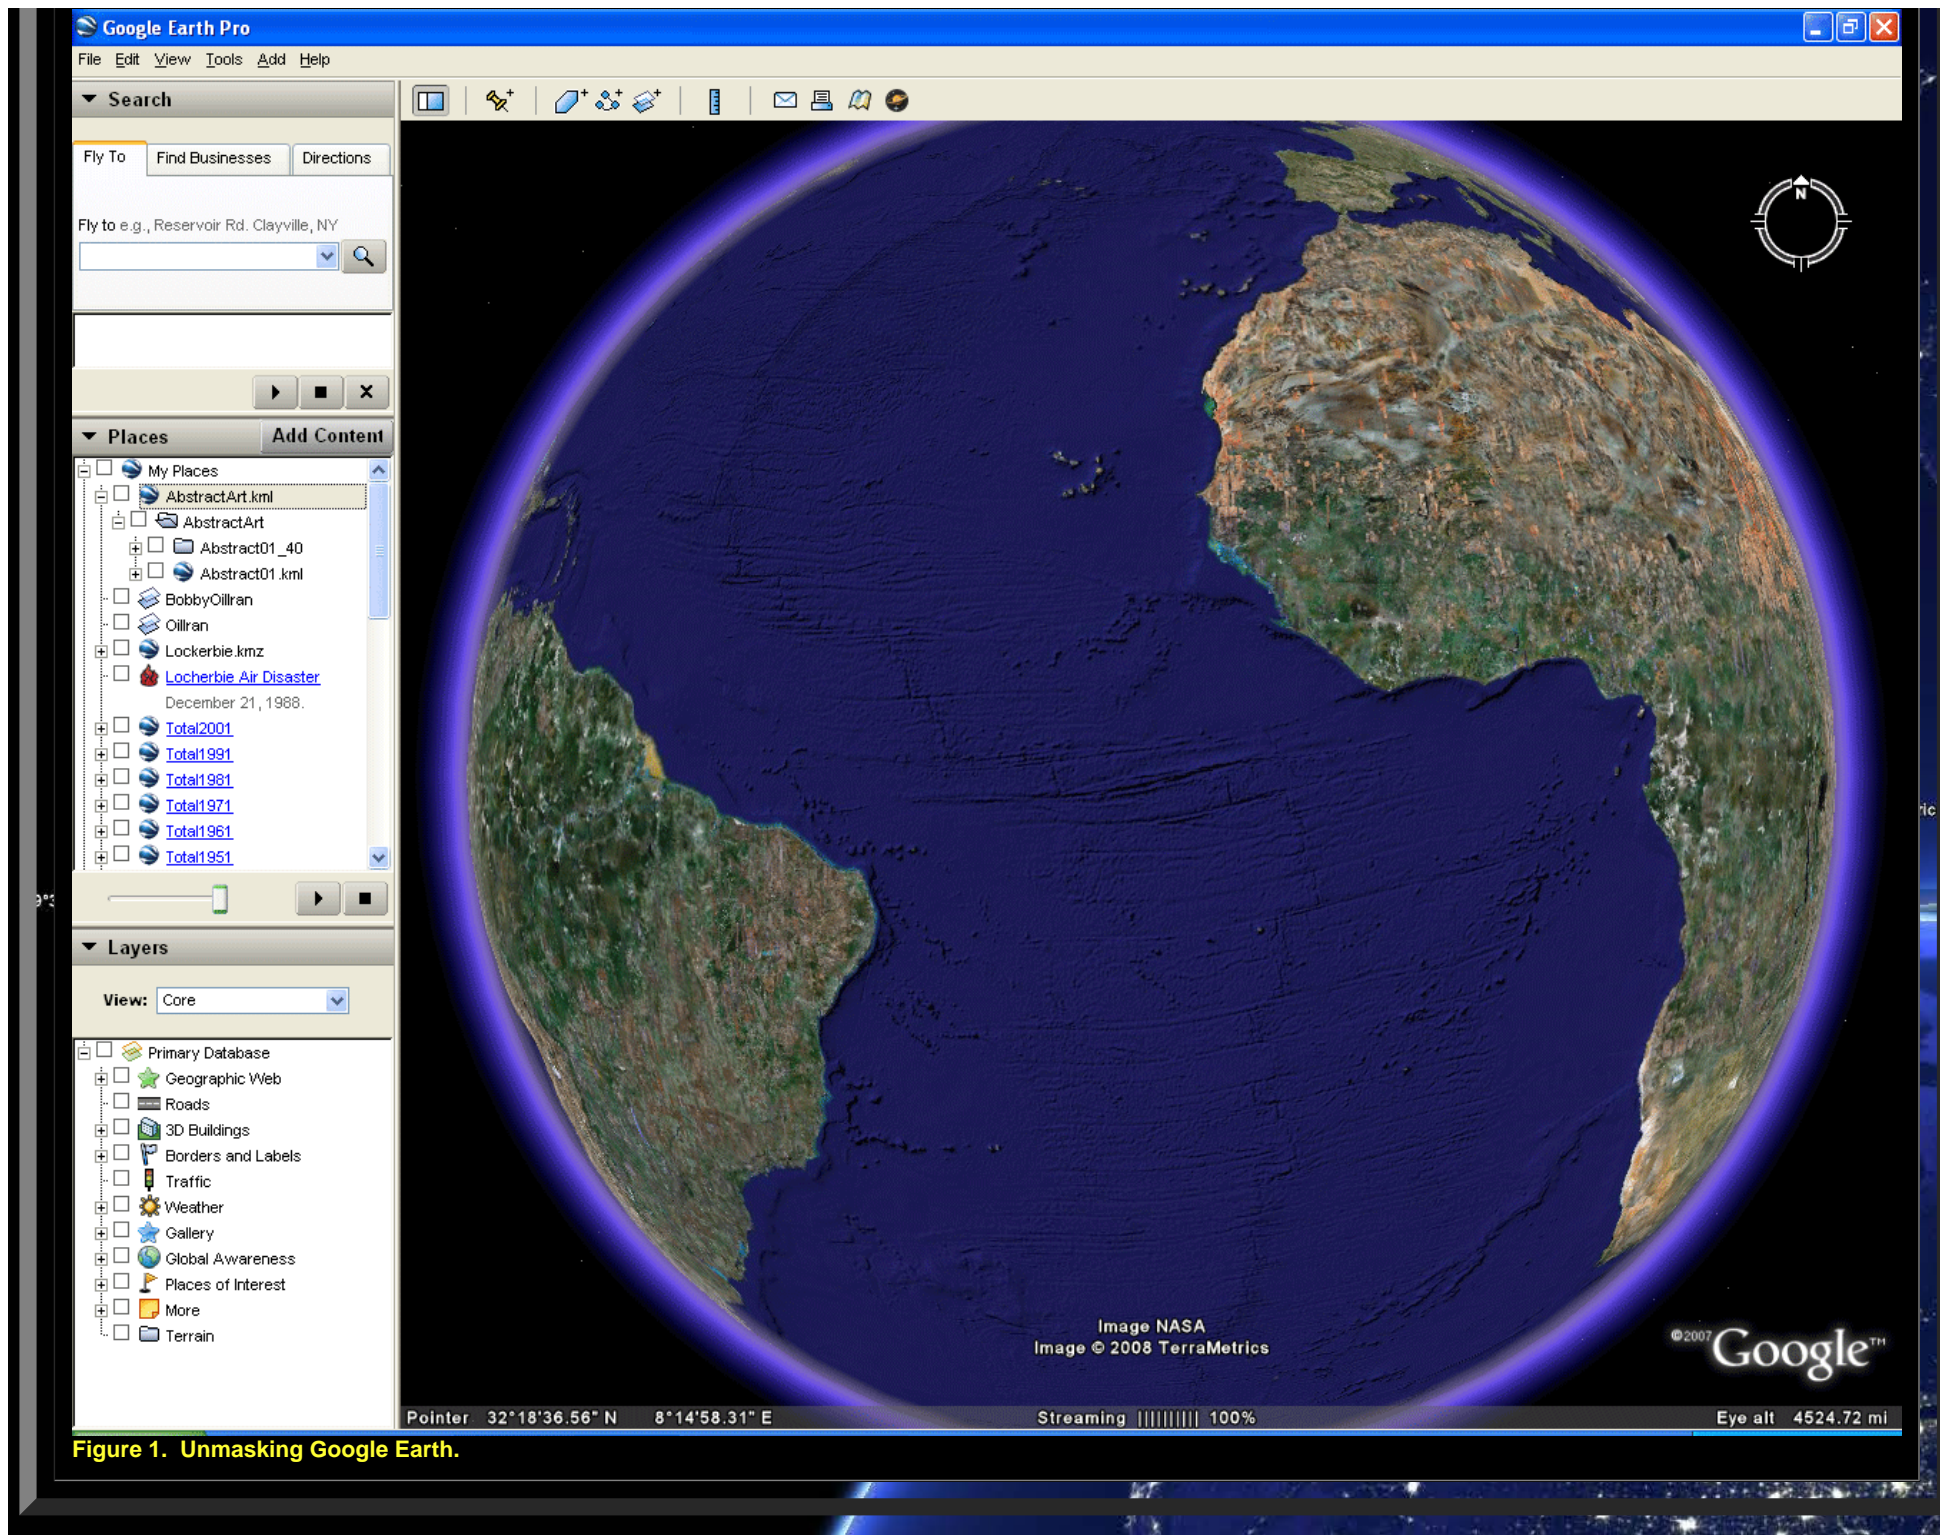 Google Earth Pro
File Edit View Tools Add Help
Search
Fly To Find Businesses Directions
Fly to e.g., Reservoir Rd. Clayville, NY
Places Add Content
My Places
AbstractArt.kml
AbstractArt
Abstract01_40
Abstract01.kml
BobbyOilIran
OilIran
Lockerbie.kmz
Locherbie Air Disaster
December 21, 1988.
Total2001
Total1991
Total1981
Total1971
Total1961
Total1951
Layers
View: Core
Primary Database
Geographic Web
Roads
3D Buildings
Borders and Labels
Traffic
Weather
Gallery
Global Awareness
Places of Interest
More
Terrain
N
Image NASA
Image © 2008 TerraMetrics
©2007 Google™
Pointer 32°18'36.56" N 8°14'58.31" E Streaming |||||||||| 100% Eye alt 4524.72 mi
Figure 1. Unmasking Google Earth.